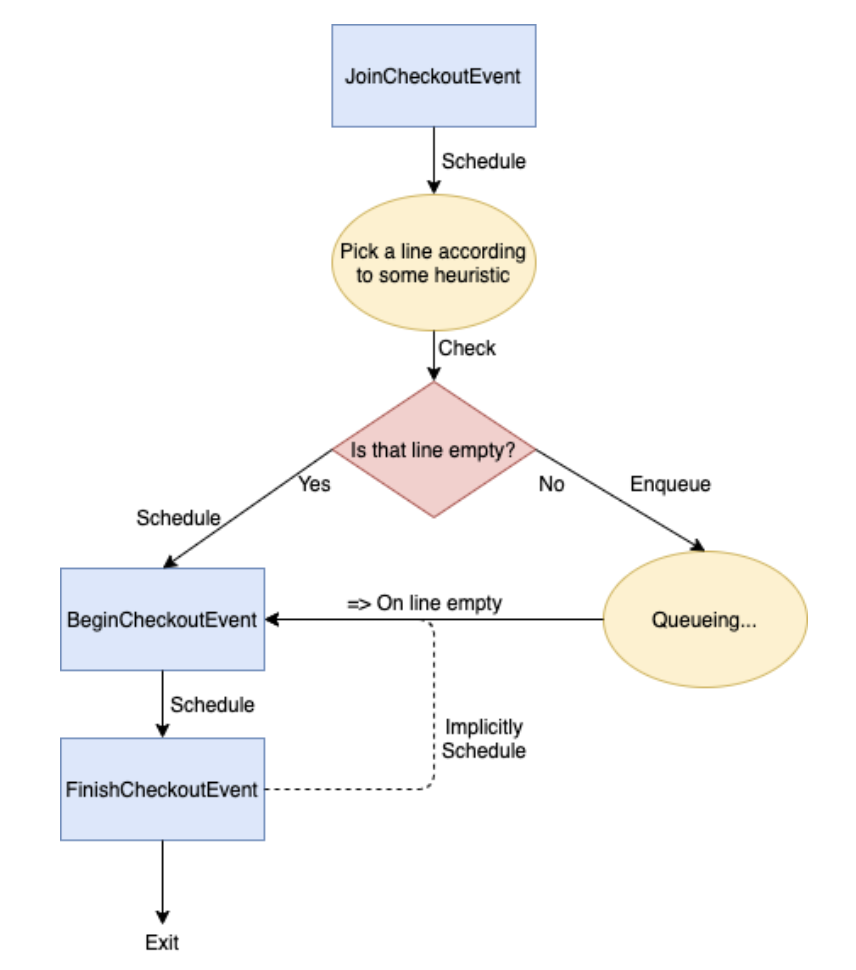 JoinCheckoutEvent
Schedule
Pick a line according
to some heuristic
Check
Is that line empty?
Yes
No
Enqueue
Schedule
BeginCheckoutEvent
=> On line empty
Queueing...
Schedule
Implicitly
Schedule
FinishCheckoutEvent
Exit